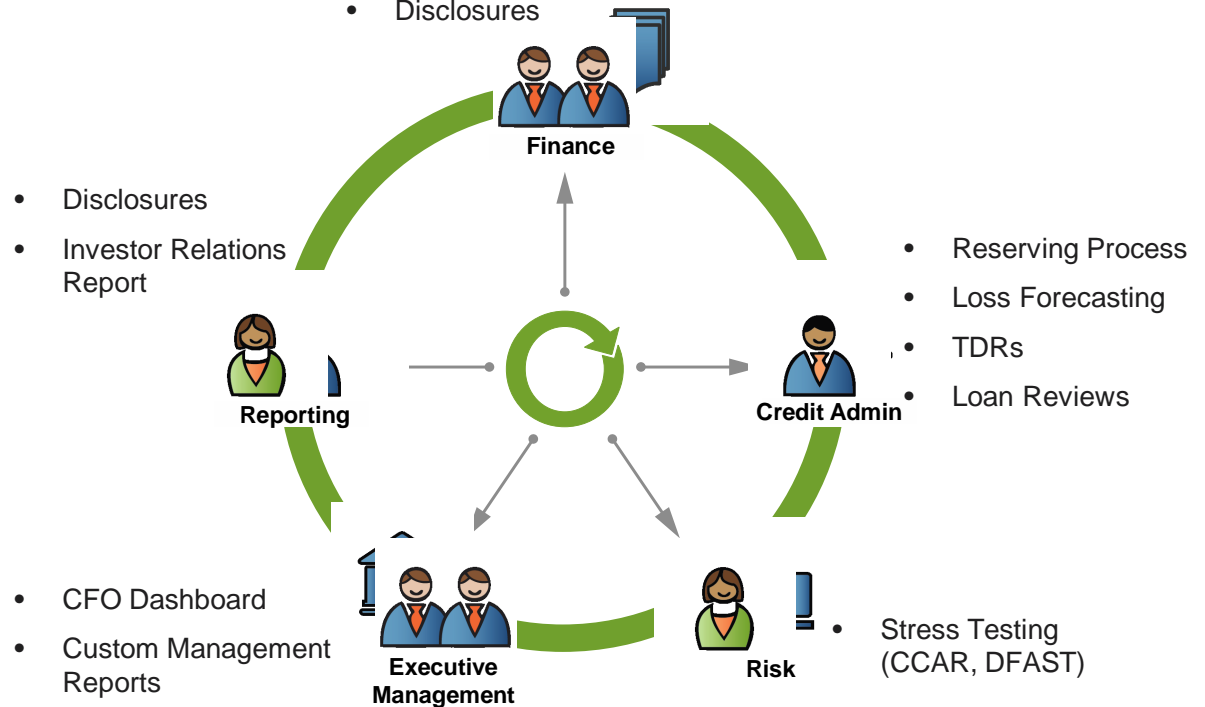 • Disclosures
Finance
• Disclosures
• Investor Relations
Report
• Reserving Process
• Loss Forecasting
• TDRs
• Loan Reviews
Reporting
Credit Admin
• CFO Dashboard
• Custom Management
Reports
Executive
Management
Risk
• Stress Testing
(CCAR, DFAST)